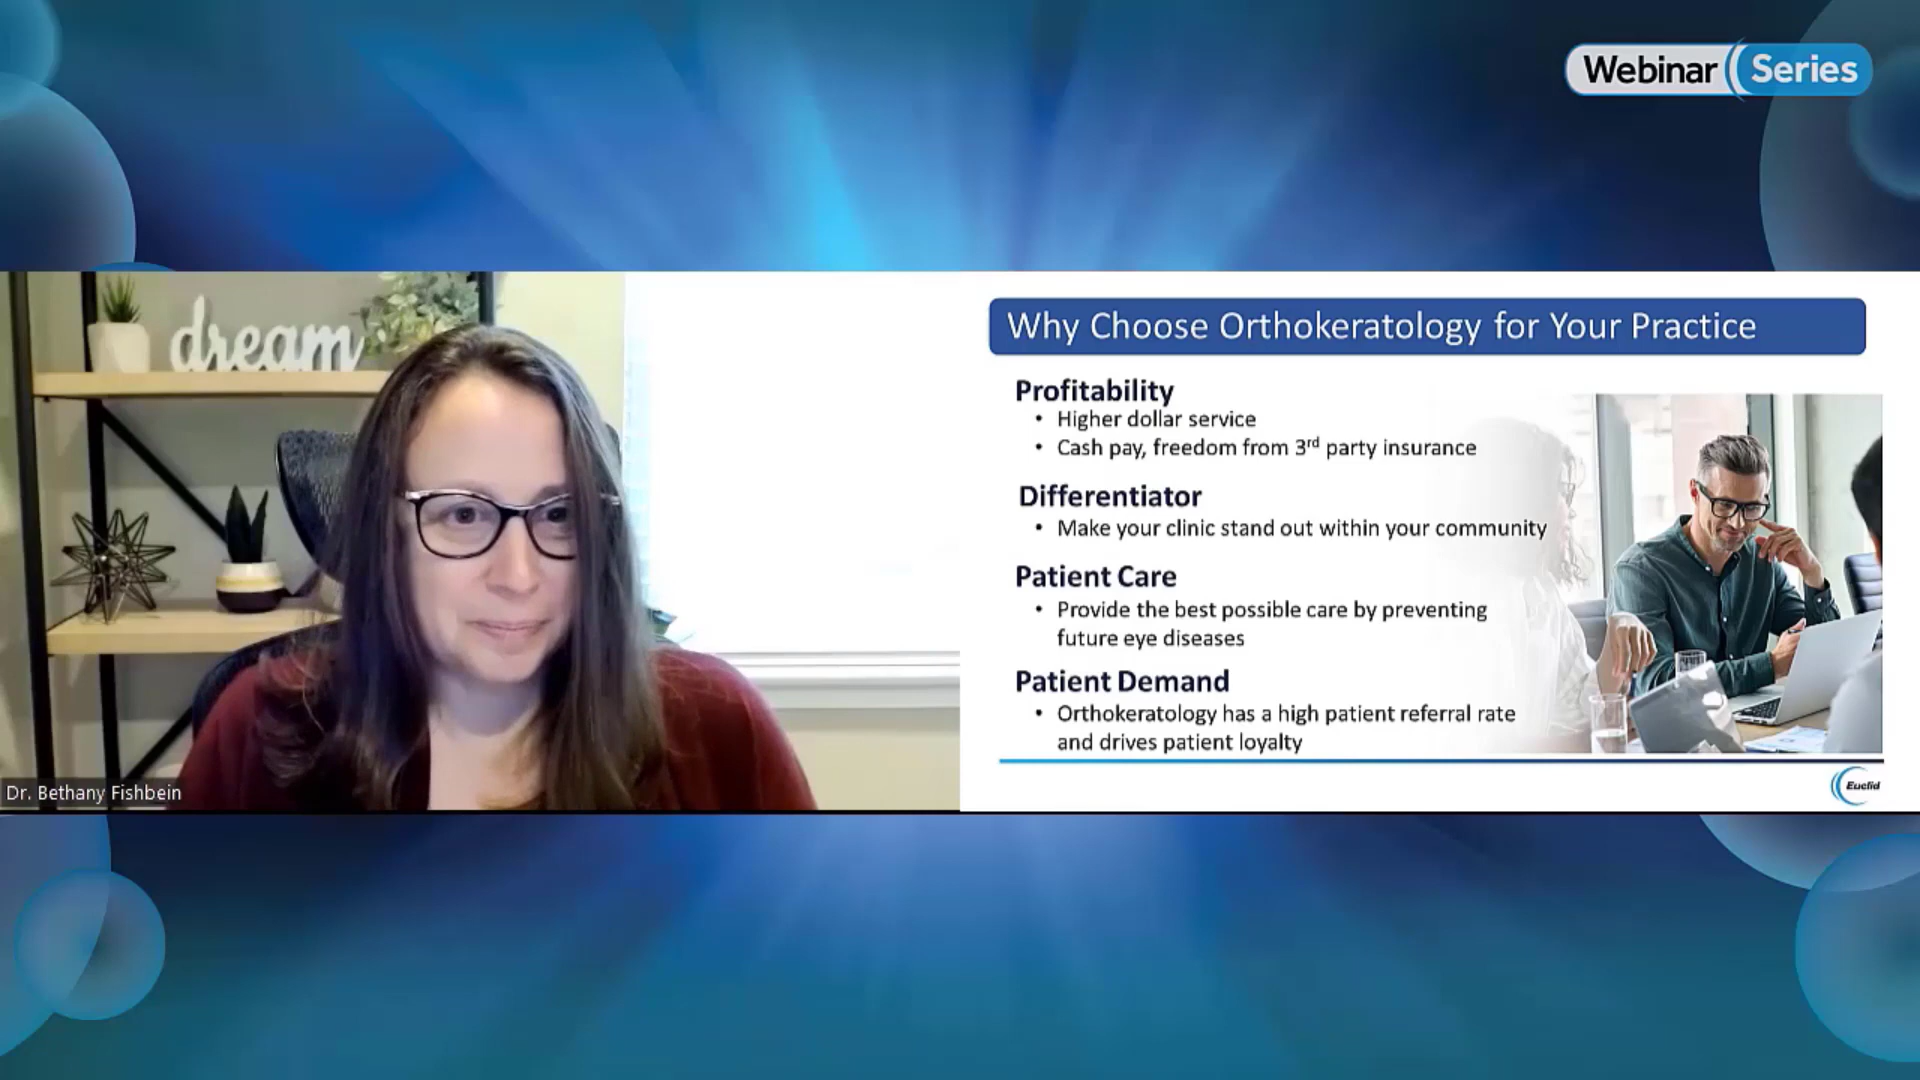 Webinar Series
dream
Dr. Bethany Fishbein
Why Choose Orthokeratology for Your Practice
Profitability
• Higher dollar service
• Cash pay, freedom from 3rd party insurance
Differentiator
• Make your clinic stand out within your community
Patient Care
• Provide the best possible care by preventing
future eye diseases
Patient Demand
• Orthokeratology has a high patient referral rate
and drives patient loyalty
Euclid